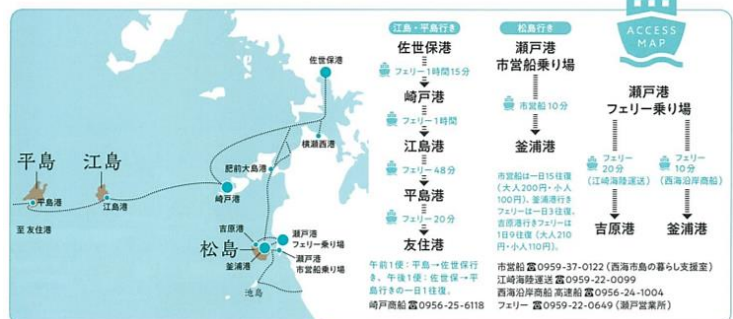 ACCESS
MAP
佐世保港
横瀬西港
肥前大島港
崎戸港
平島
江島
平島港
江島港
至 友住港
吉原港
松島
釜浦港
瀬戸港
フェリー乗り場
瀬戸港
市営船乗り場
池島
江島・平島行き
佐世保港
フェリー1時間15分
崎戸港
フェリー1時間
江島港
フェリー48分
平島港
フェリー20分
友住港
午前1便:平島→佐世保行
き、午後1便:佐世保→平
島行きの一日1往復。
崎戸商船 ☎0956-25-6118
松島行き
瀬戸港
市営船乗り場
市営船10分
釜浦港
市営船は一日15往復
(大人200円・小人
100円)、釜浦港行き
フェリーは一日3往復、
吉原港行きフェリーは
1日9往復(大人210
円・小人110円)。
瀬戸港
フェリー乗り場
フェリー
20分
(江崎海陸運送)
吉原港
フェリー
10分
(西海沿岸商船)
釜浦港
市営船 ☎0959-37-0122(西海市島の暮らし支援室)
江崎海陸運送 ☎0959-22-0099
西海沿岸商船 高速船 ☎0956-24-1004
フェリー ☎0959-22-0649(瀬戸営業所)